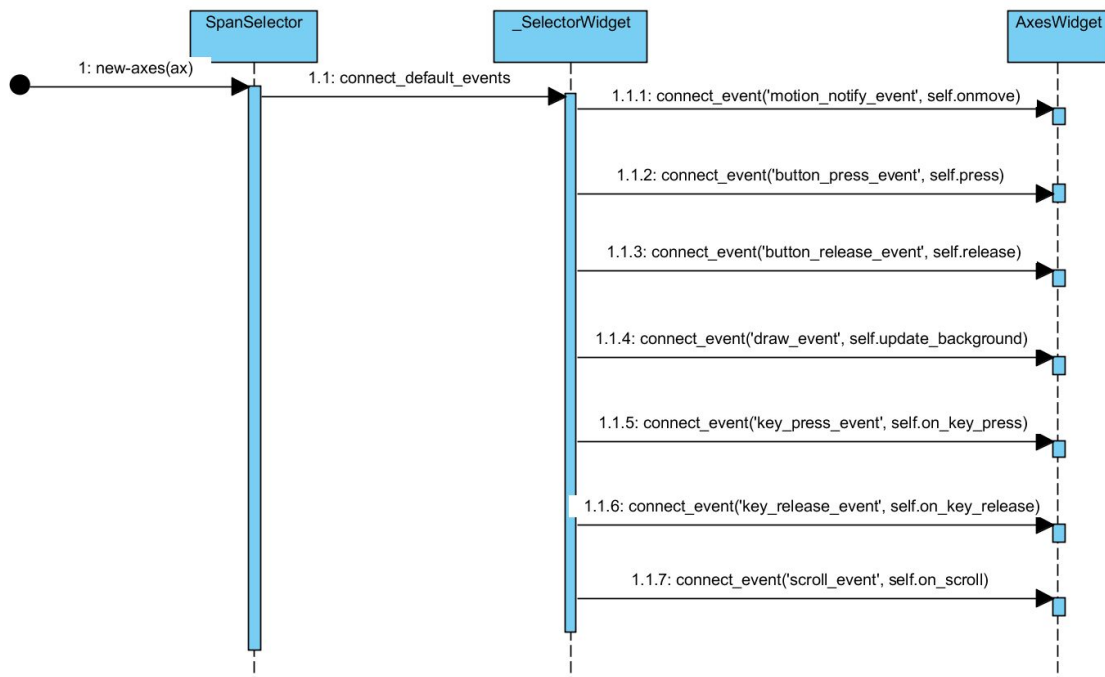 SpanSelector
_SelectorWidget
AxesWidget
1: new-axes(ax)
1.1: connect_default_events
1.1.1: connect_event('motion_notify_event', self.onmove)
1.1.2: connect_event('button_press_event', self.press)
1.1.3: connect_event('button_release_event', self.release)
1.1.4: connect_event('draw_event', self.update_background)
1.1.5: connect_event('key_press_event', self.on_key_press)
1.1.6: connect_event('key_release_event', self.on_key_release)
1.1.7: connect_event('scroll_event', self.on_scroll)